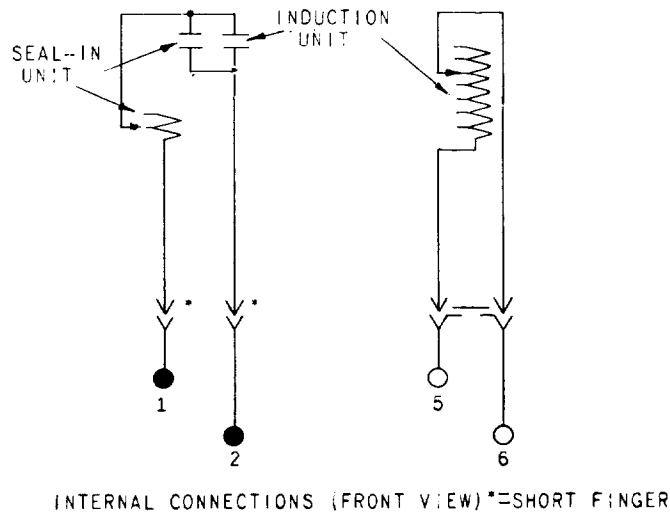 INDUCTION
UNIT
SEAL-IN
UNIT
* *
1
2
5
6
INTERNAL CONNECTIONS (FRONT VIEW) *=SHORT FINGER